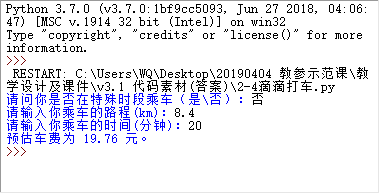 Python 3.7.0 (v3.7.0:1bf9cc5093, Jun 27 2018, 04:06:
47) [MSC v.1914 32 bit (Intel)] on win32
Type "copyright", "credits" or "license()" for more
information.
>>>
RESTART: C:\Users\WQ\Desktop\20190404 教参示范课\教
学设计及课件\v3.1 代码素材(答案)\2-4滴滴打车.py
请问你是否在特殊时段乘车（是\否）: 否
请输入你乘车的路程(km): 8.4
请输入你乘车的时间(分钟): 20
预估车费为 19.76 元。
>>>